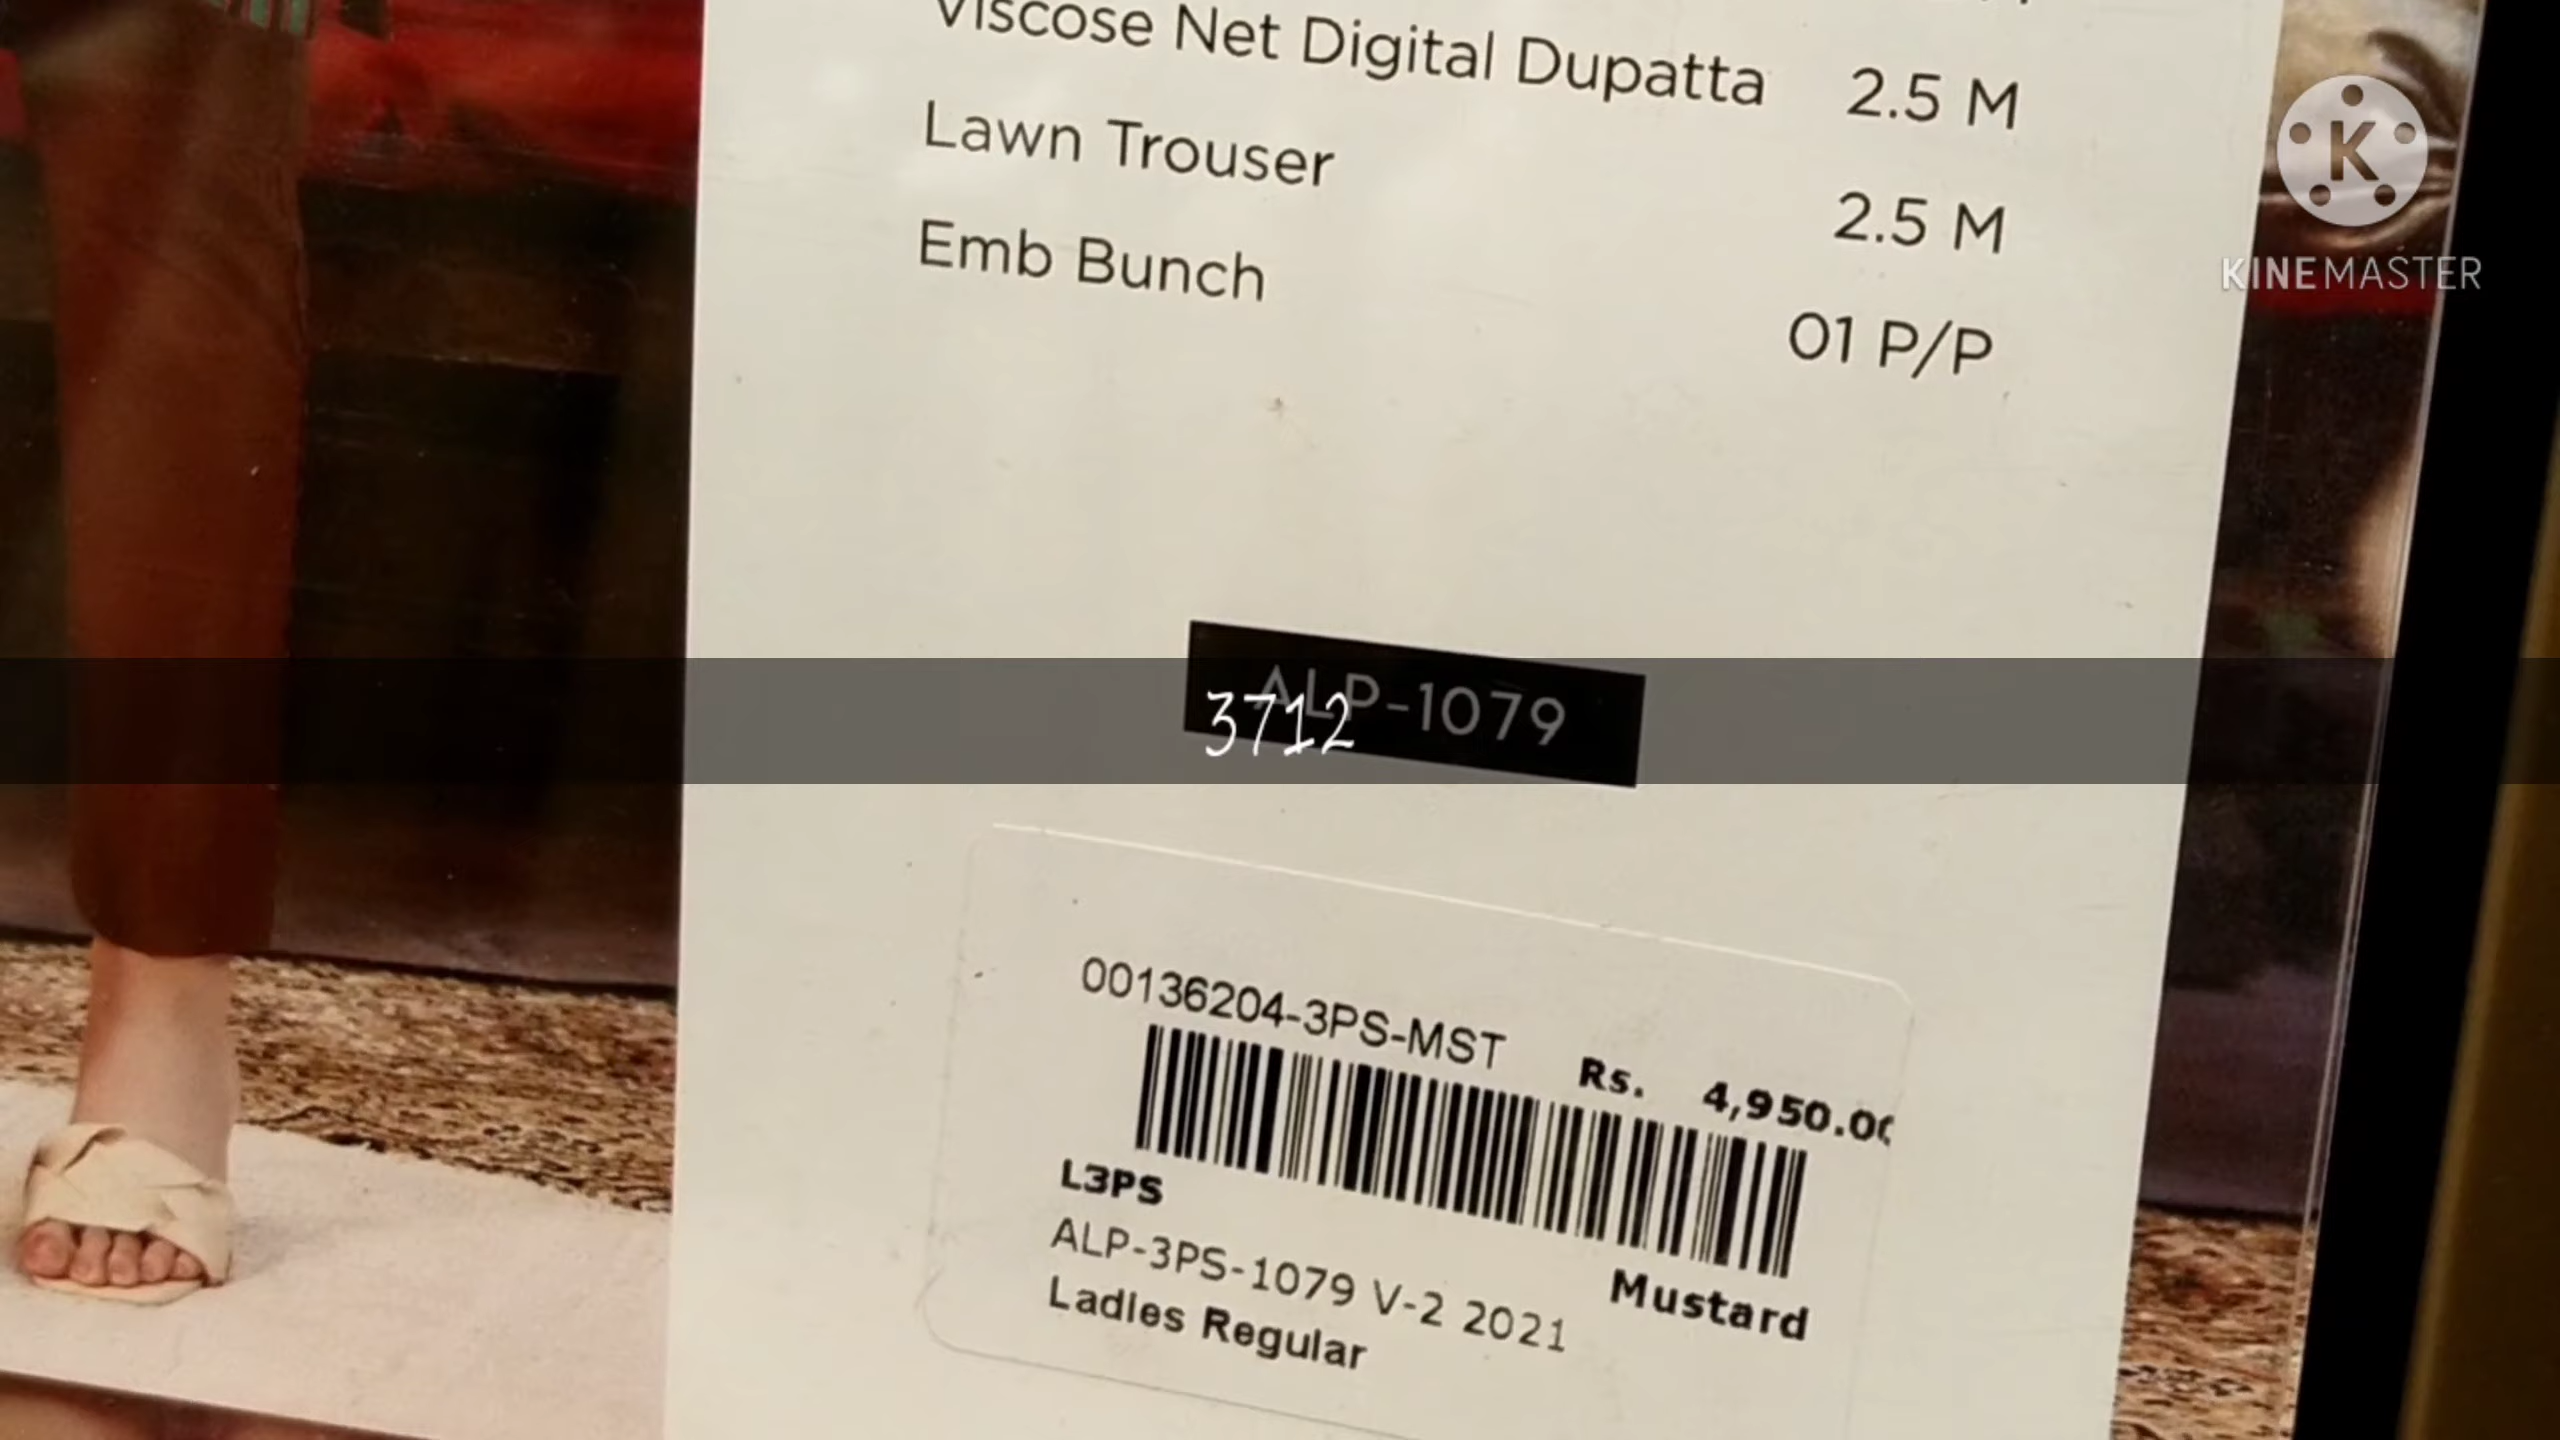 Viscose Net Digital Dupatta 2.5 M
Lawn Trouser 2.5 M
Emb Bunch 01 P/P
KINEMASTER
ALP-1079
3712
00136204-3PS-MST
Rs. 4,950.00
L3PS
Mustard
ALP-3PS-1079 V-2 2021
Ladies Regular